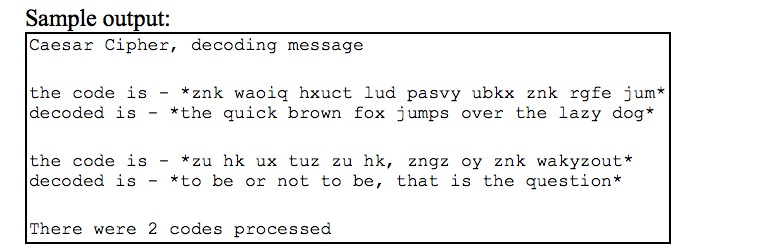 Sample output:
Caesar Cipher, decoding message
the code is - *znk waoiq hxuct lud pasvy ubkx znk rgfe jum*
decoded is - *the quick brown fox jumps over the lazy dog*
the code is - *zu hk ux tuz zu hk, zngz oy znk wakyzout*
decoded is - *to be or not to be, that is the question*
There were 2 codes processed